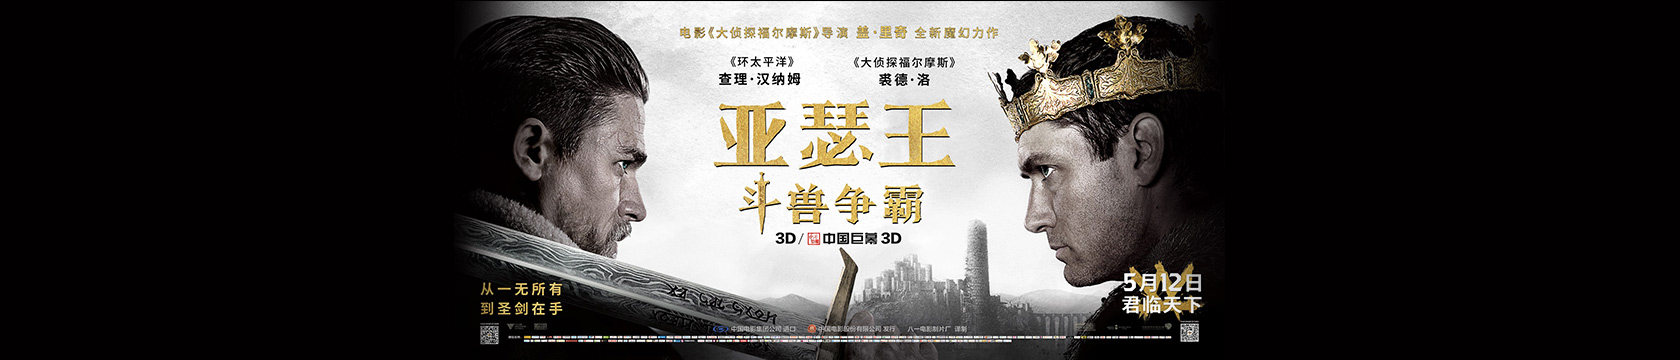 电影《大侦探福尔摩斯》导演 盖·里奇 全新魔幻力作
《环太平洋》
查理·汉纳姆
《大侦探福尔摩斯》
裘德·洛
亚瑟王
斗兽争霸
3D/中国巨幕3D
从一无所有
到圣剑在手
5月12日
君临天下
中国电影集团公司 进口 中国电影股份有限公司 发行 八一电影制片厂 译制